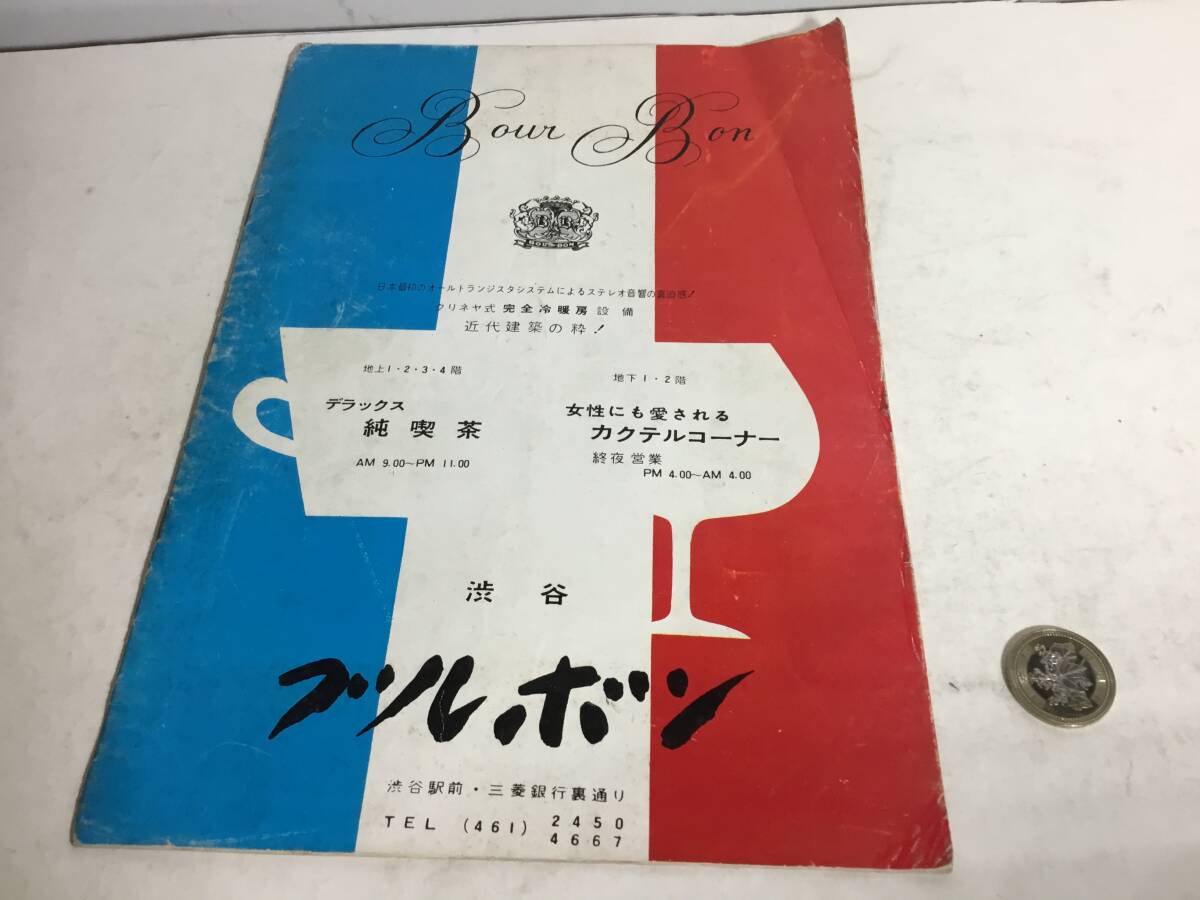 Bour Bon
B B
BOUR-BON
日本最初のオールトランジスタシステムによるステレオ音響の真迫感!
クリネヤ式 完全冷暖房 設備
近代建築の粋!
地上1・2・3・4階
デラックス
純喫茶
AM 9.00~PM 11.00
地下1・2階
女性にも愛される
カクテルコーナー
終夜営業
PM 4.00~AM 4.00
渋谷
ブルボン
渋谷駅前・三菱銀行裏通り
TEL (461) 2450
4667